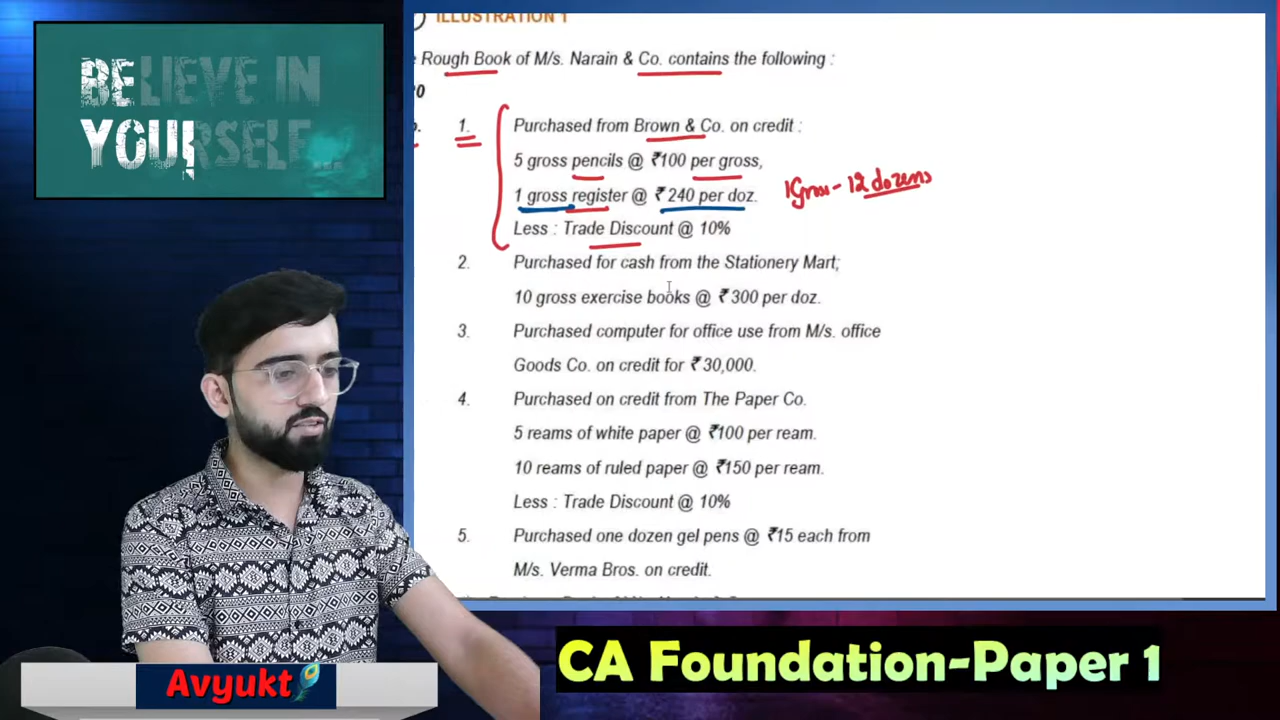 BELIEVE IN
YOURSELF...
ILLUSTRATION 1
Rough Book of M/s. Narain & Co. contains the following :
1. Purchased from Brown & Co. on credit :
5 gross pencils @ ₹100 per gross,
1 gross register @ ₹ 240 per doz.
1Gross - 12 dozens
Less : Trade Discount @ 10%
2. Purchased for cash from the Stationery Mart;
10 gross exercise books @ ₹ 300 per doz.
3. Purchased computer for office use from M/s. office
Goods Co. on credit for ₹ 30,000.
4. Purchased on credit from The Paper Co.
5 reams of white paper @ ₹100 per ream.
10 reams of ruled paper @ ₹150 per ream.
Less : Trade Discount @ 10%
5. Purchased one dozen gel pens @ ₹15 each from
M/s. Verma Bros. on credit.
Avyukt
CA Foundation-Paper 1